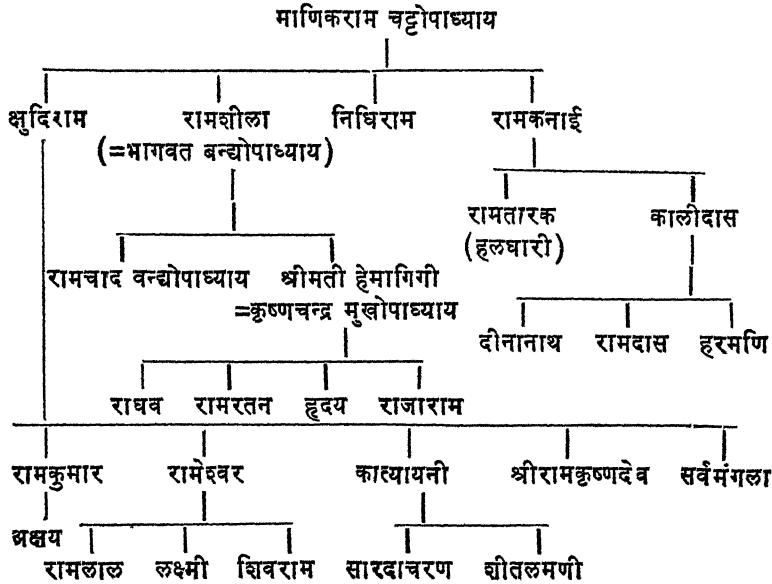 माणिकराम चट्टोपाध्याय
क्षुदिराम रामशीला निधिराम रामकनाई
(=भागवत बन्द्योपाध्याय)
रामतारक कालीदास
(हलधारी)
रामचाद वन्द्योपाध्याय श्रीमती हेमागिगी
=कृष्णचन्द्र मुखोपाध्याय
दीनानाथ रामदास हरमणि
राघव रामरतन हृदय राजाराम
रामकुमार रामेश्वर कात्यायनी श्रीरामकृष्णदेव सर्वमंगला
अक्षय
रामलाल लक्ष्मी शिवराम सारदाचरण शीतलमणी